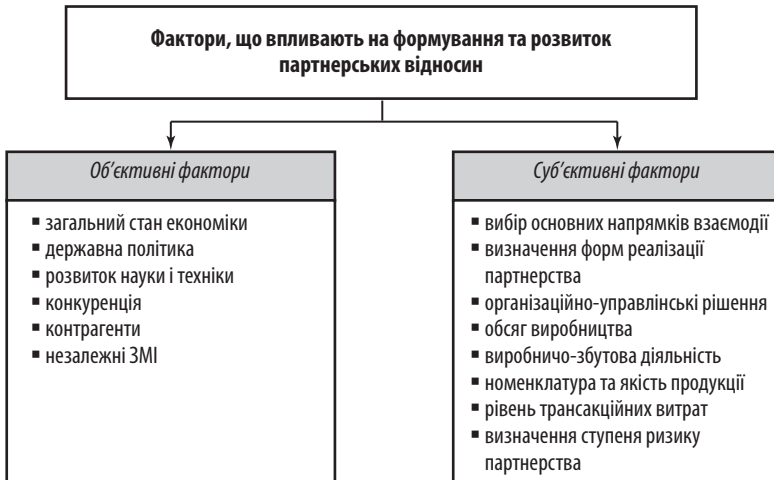 Фактори, що впливають на формування та розвиток
партнерських відносин
Об’єктивні фактори
▪ загальний стан економіки
▪ державна політика
▪ розвиток науки і техніки
▪ конкуренція
▪ контрагенти
▪ незалежні ЗМІ
Суб’єктивні фактори
▪ вибір основних напрямків взаємодії
▪ визначення форм реалізації
партнерства
▪ організаційно-управлінські рішення
▪ обсяг виробництва
▪ виробничо-збутова діяльність
▪ номенклатура та якість продукції
▪ рівень трансакційних витрат
▪ визначення ступеня ризику
партнерства